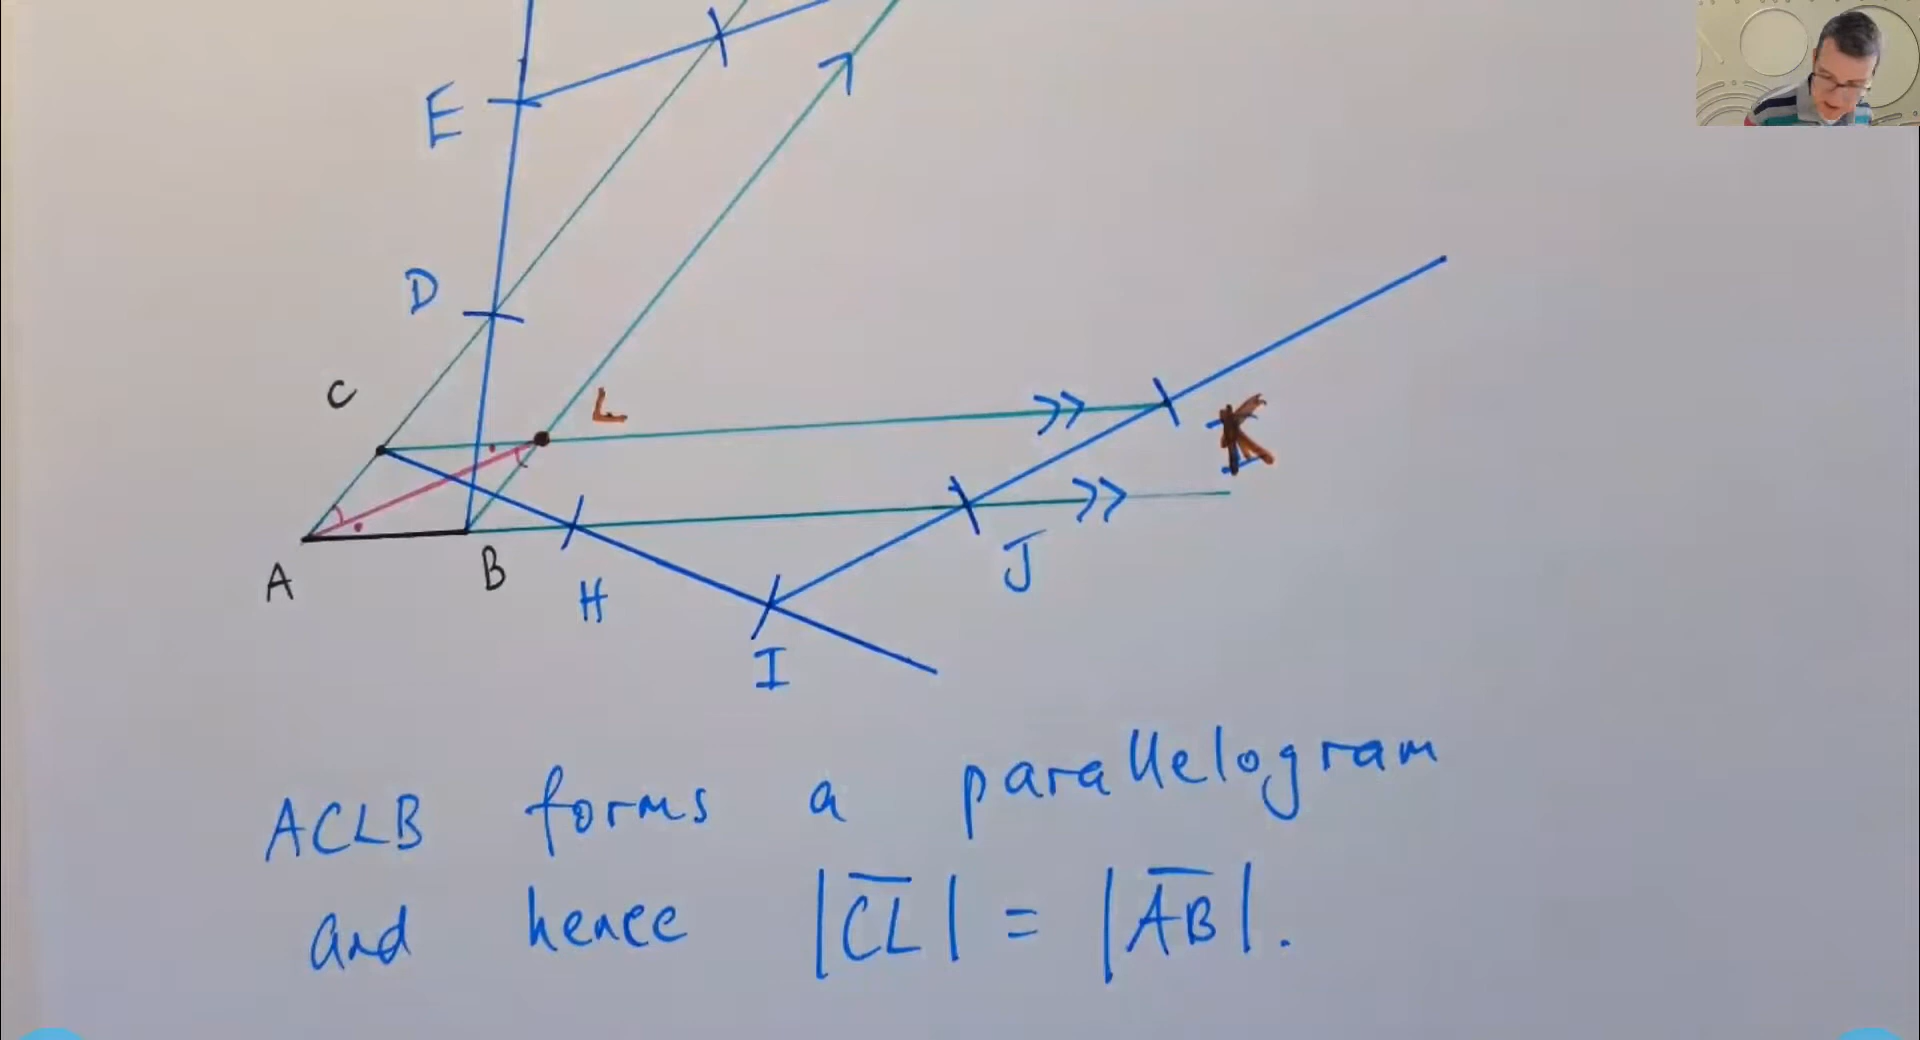 E
D
C
L
K
A
B
H
J
I
ACLB forms a parallelogram
and hence |CL| = |AB|.